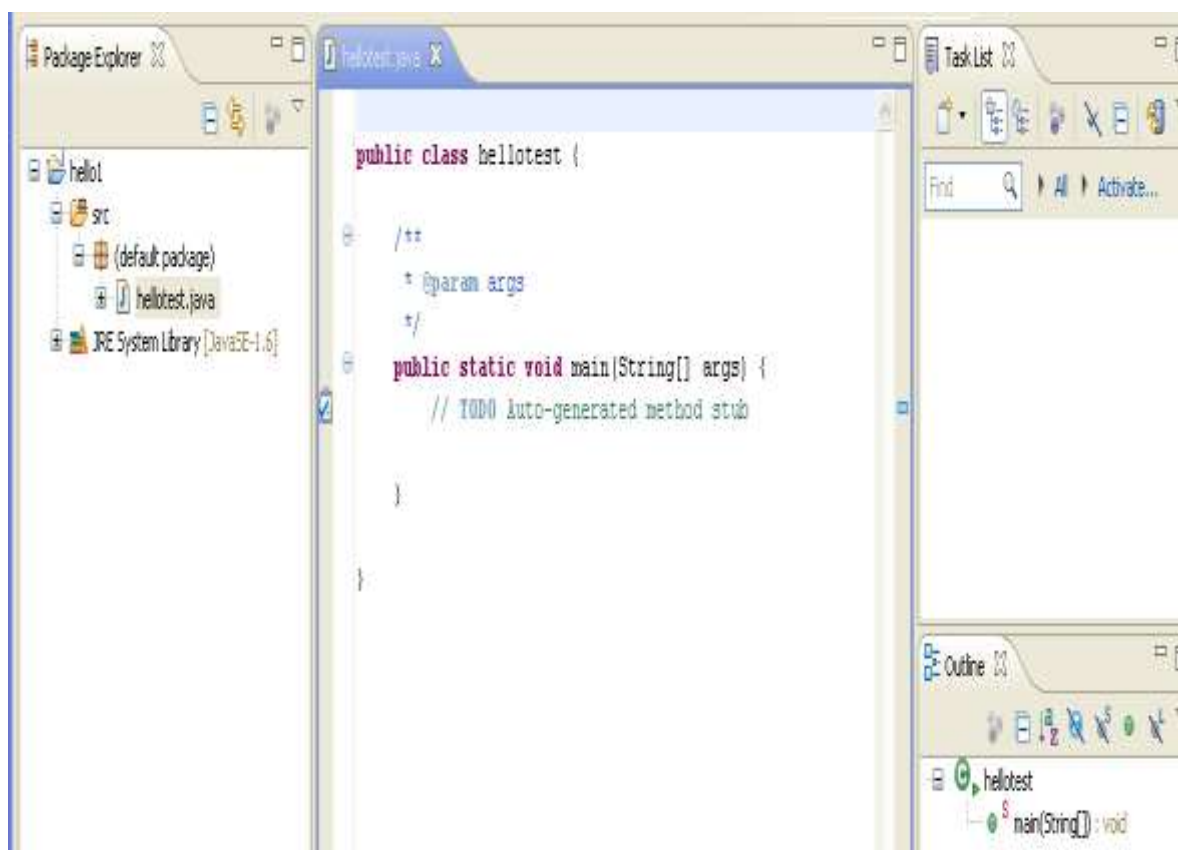 Package Explorer
hello1
src
(default package)
hellotest.java
JRE System Library [JavaSE-1.6]
hellotest.java
public class hellotest {
/**
* @param args
*/
public static void main(String[] args) {
// TODO Auto-generated method stub
}
}
Task List
Find All Activate...
Outline
hellotest
main(String[]) : void